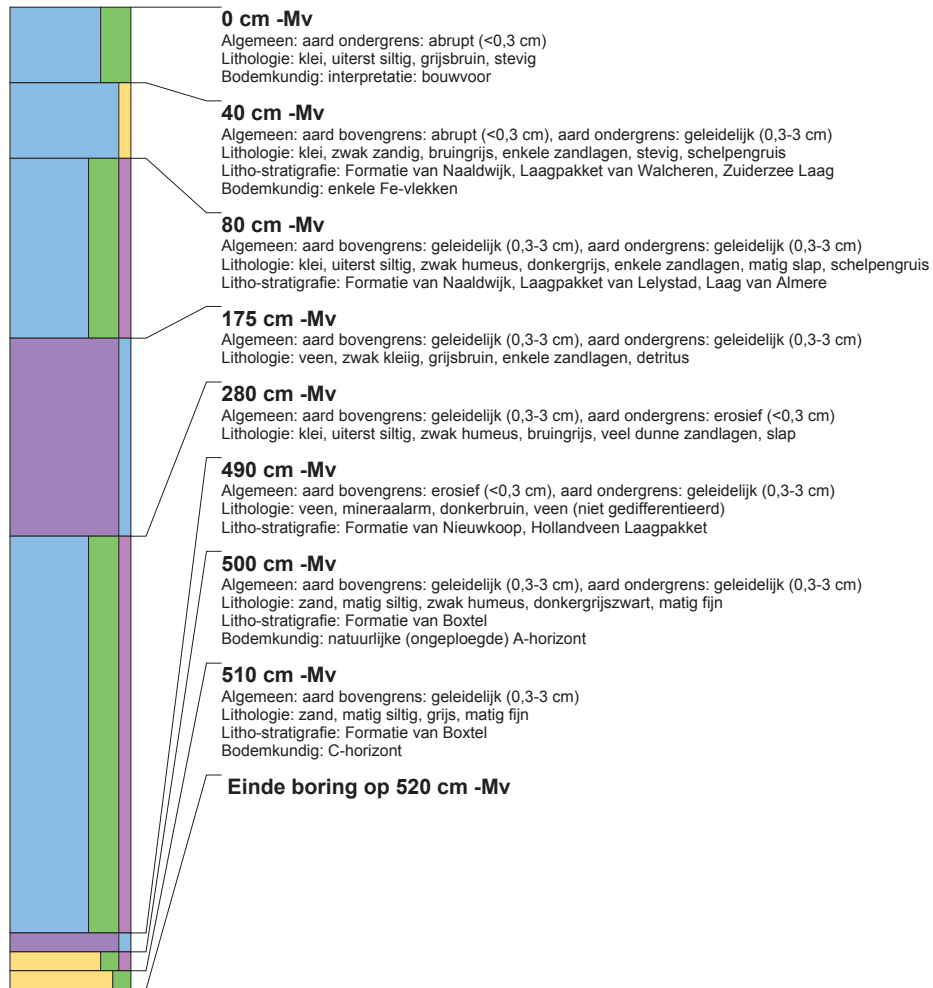 0 cm -Mv
Algemeen: aard ondergrens: abrupt (<0,3 cm)
Lithologie: klei, uiterst siltig, grijsbruin, stevig
Bodemkundig: interpretatie: bouwvoor
40 cm -Mv
Algemeen: aard bovengrens: abrupt (<0,3 cm), aard ondergrens: geleidelijk (0,3-3 cm)
Lithologie: klei, zwak zandig, bruingrijs, enkele zandlagen, stevig, schelpengruis
Litho-stratigrafie: Formatie van Naaldwijk, Laagpakket van Walcheren, Zuiderzee Laag
Bodemkundig: enkele Fe-vlekken
80 cm -Mv
Algemeen: aard bovengrens: geleidelijk (0,3-3 cm), aard ondergrens: geleidelijk (0,3-3 cm)
Lithologie: klei, uiterst siltig, zwak humeus, donkergrijs, enkele zandlagen, matig slap, schelpengruis
Litho-stratigrafie: Formatie van Naaldwijk, Laagpakket van Lelystad, Laag van Almere
175 cm -Mv
Algemeen: aard bovengrens: geleidelijk (0,3-3 cm), aard ondergrens: geleidelijk (0,3-3 cm)
Lithologie: veen, zwak kleiig, grijsbruin, enkele zandlagen, detritus
280 cm -Mv
Algemeen: aard bovengrens: geleidelijk (0,3-3 cm), aard ondergrens: erosief (<0,3 cm)
Lithologie: klei, uiterst siltig, zwak humeus, bruingrijs, veel dunne zandlagen, slap
490 cm -Mv
Algemeen: aard bovengrens: erosief (<0,3 cm), aard ondergrens: geleidelijk (0,3-3 cm)
Lithologie: veen, mineraalarm, donkerbruin, veen (niet gedifferentieerd)
Litho-stratigrafie: Formatie van Nieuwkoop, Hollandveen Laagpakket
500 cm -Mv
Algemeen: aard bovengrens: geleidelijk (0,3-3 cm), aard ondergrens: geleidelijk (0,3-3 cm)
Lithologie: zand, matig siltig, zwak humeus, donkergrijszwart, matig fijn
Litho-stratigrafie: Formatie van Boxtel
Bodemkundig: natuurlijke (ongeploegde) A-horizont
510 cm -Mv
Algemeen: aard bovengrens: geleidelijk (0,3-3 cm)
Lithologie: zand, matig siltig, grijs, matig fijn
Litho-stratigrafie: Formatie van Boxtel
Bodemkundig: C-horizont
Einde boring op 520 cm -Mv